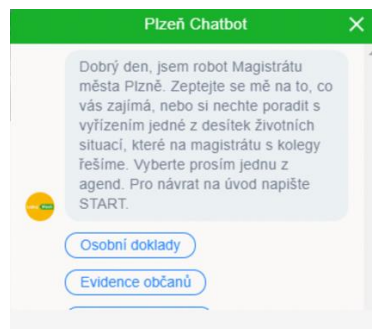 Plzeň Chatbot
Dobrý den, jsem robot Magistrátu
města Plzně. Zeptejte se mě na to, co
vás zajímá, nebo si nechte poradit s
vyřízením jedné z desítek životních
situací, které na magistrátu s kolegy
řešíme. Vyberte prosím jednu z
agend. Pro návrat na úvod napište
START.
Osobní doklady
Evidence občanů